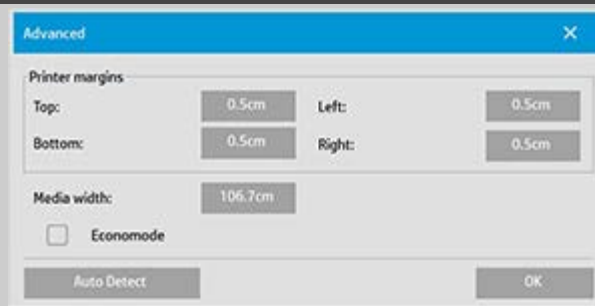 Advanced
Printer margins
Top: 0.5cm Left: 0.5cm
Bottom: 0.5cm Right: 0.5cm
Media width: 106.7cm
Economode
Auto Detect OK